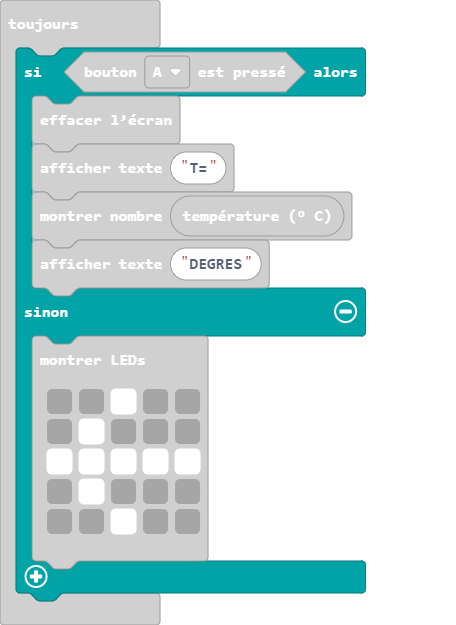 toujours
si bouton A est pressé alors
effacer l'écran
afficher texte "T="
montrer nombre température (° C)
afficher texte "DEGRES"
sinon
montrer LEDs